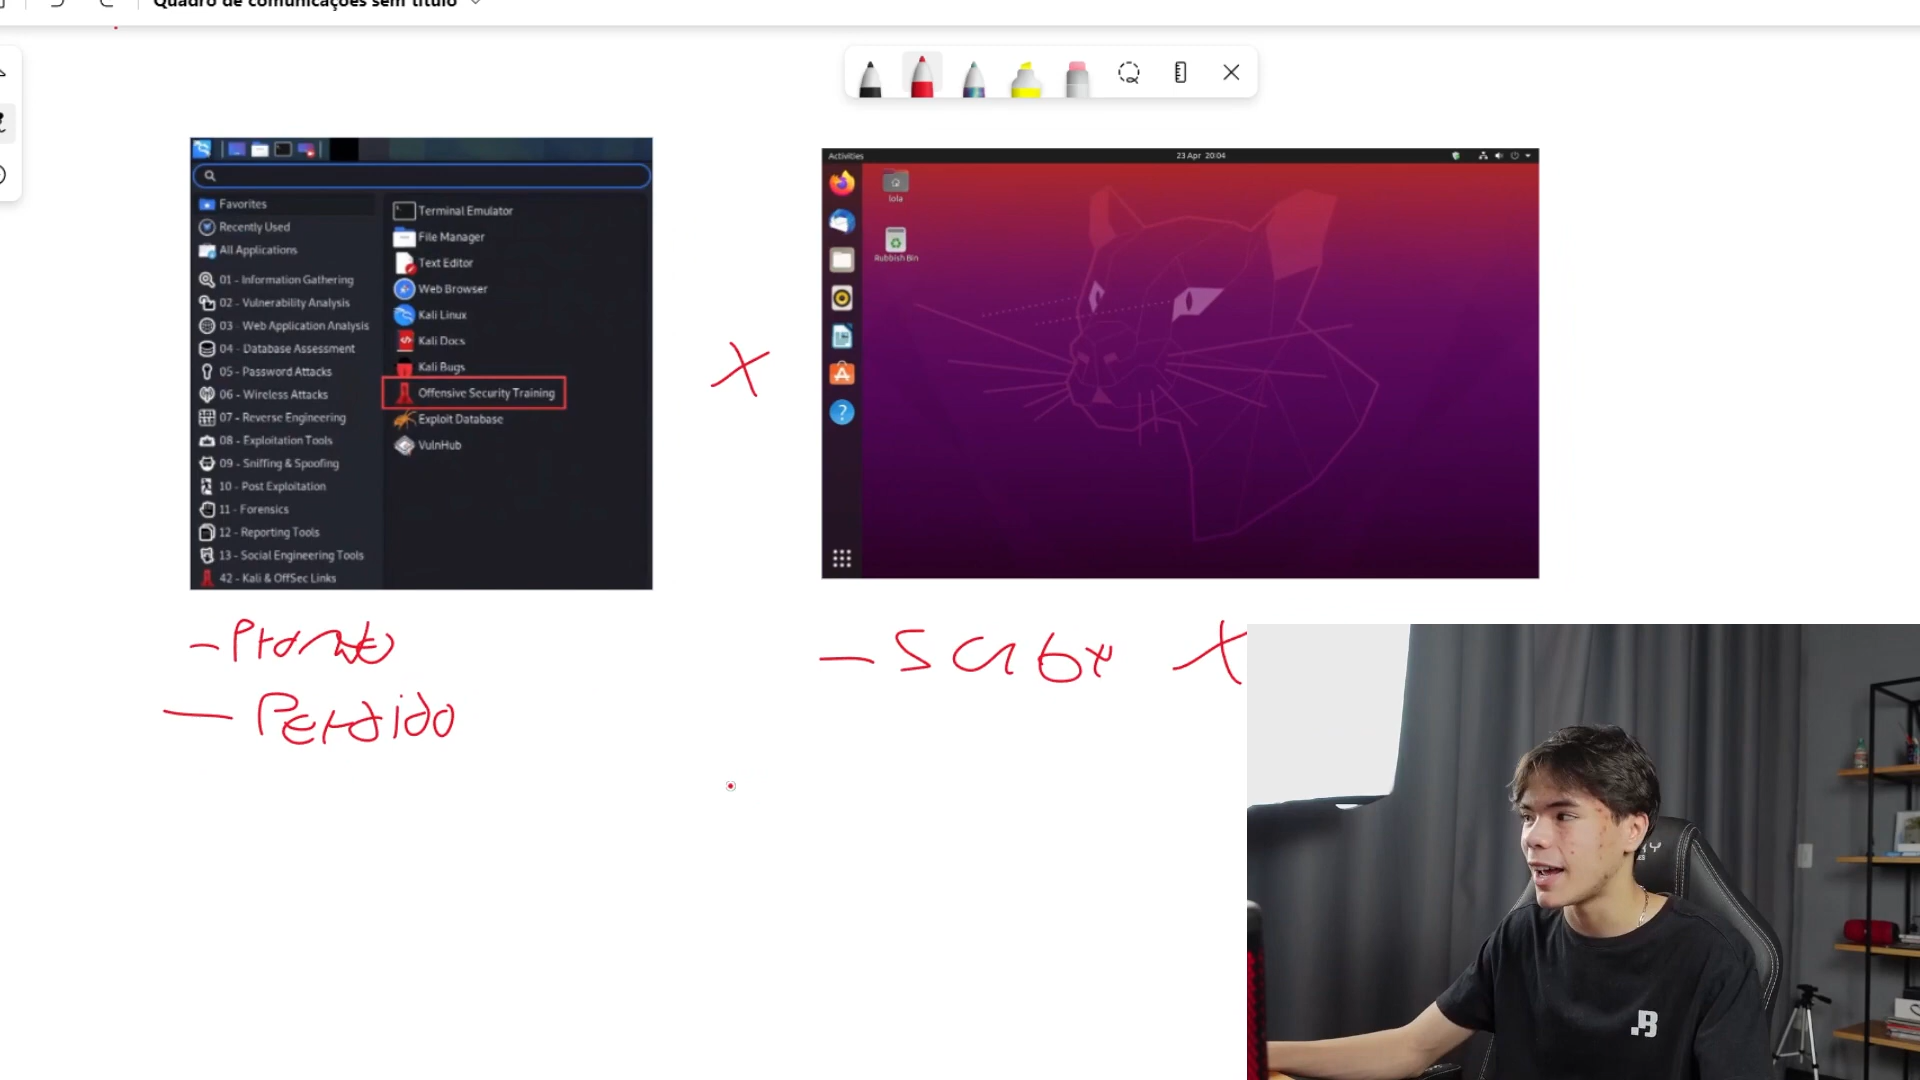 Quadro de comunicações sem título
Favorites
Recently Used
All Applications
01 - Information Gathering
02 - Vulnerability Analysis
03 - Web Application Analysis
04 - Database Assessment
05 - Password Attacks
06 - Wireless Attacks
07 - Reverse Engineering
08 - Exploitation Tools
09 - Sniffing & Spoofing
10 - Post Exploitation
11 - Forensics
12 - Reporting Tools
13 - Social Engineering Tools
42 - Kali & OffSec Links
Terminal Emulator
File Manager
Text Editor
Web Browser
Kali Linux
Kali Docs
Kali Bugs
Offensive Security Training
Exploit Database
VulnHub
X
Activities
23 Apr 20:04
lola
Rubbish Bin
- Pronto
- Perdido
- Saber X
B